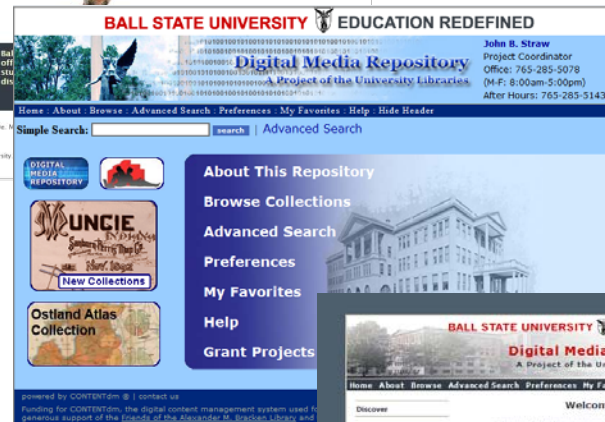 BALL STATE UNIVERSITY EDUCATION REDEFINED
Digital Media Repository
A Project of the University Libraries
John B. Straw
Project Coordinator
Office: 765-285-5078
(M-F: 8:00am-5:00pm)
After Hours: 765-285-5143
Home : About : Browse : Advanced Search : Preferences : My Favorites : Help : Hide Header
Simple Search: search | Advanced Search
DIGITAL
MEDIA
REPOSITORY
MUNCIE
INDIANA
New Collections
Ostland Atlas
Collection
About This Repository
Browse Collections
Advanced Search
Preferences
My Favorites
Help
Grant Projects
powered by CONTENTdm ® | contact us
Funding for CONTENTdm, the digital content management system used
generous support of the Friends of the Alexander M. Bracken Library and
BALL STATE UNIVERSITY
Digital Media
A Project of the
Home About Browse Advanced Search Preferences My
Discover